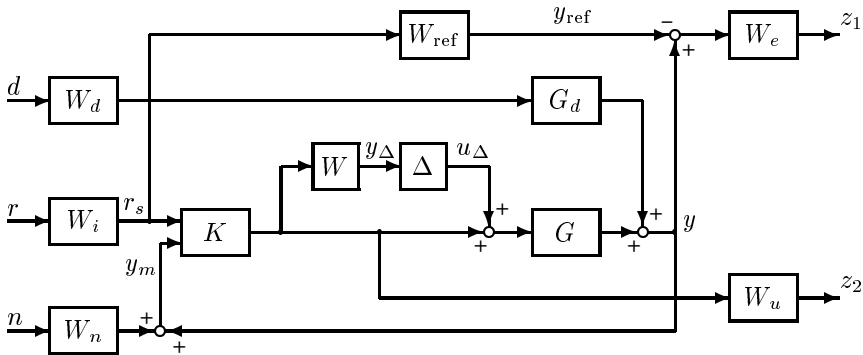 y_ref
W_ref − W_e z_1
+
d W_d G_d
W y_Δ Δ u_Δ
r W_i r_s K + G + y
+ +
y_m
W_u z_2
n W_n +
+